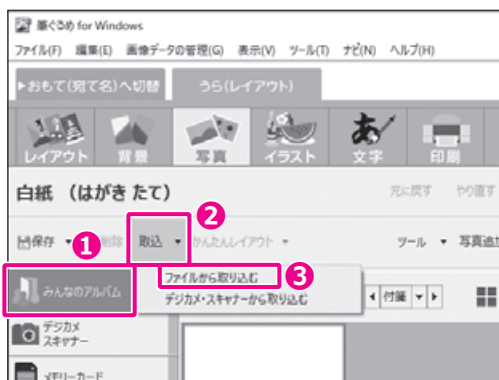 筆ぐるめ for Windows
ファイル(F) 編集(E) 画像データの管理(G) 表示(V) ツール(T) ナビ(N) ヘルプ(H)
▶おもて(宛て名)へ切替 うら(レイアウト)
レイアウト 背景 写真 イラスト 文字 印刷
あ
白紙 (はがき たて) 元に戻す やり直す
2
保存 ▼ 削除 取込 ▼ かんたんレイアウト ▼ ツール ▼ 写真追加
1
ファイルから取り込む 3
みんなのアルバム
デジカメ・スキャナーから取り込む
付箋
デジカメ
スキャナー
メモリーカード